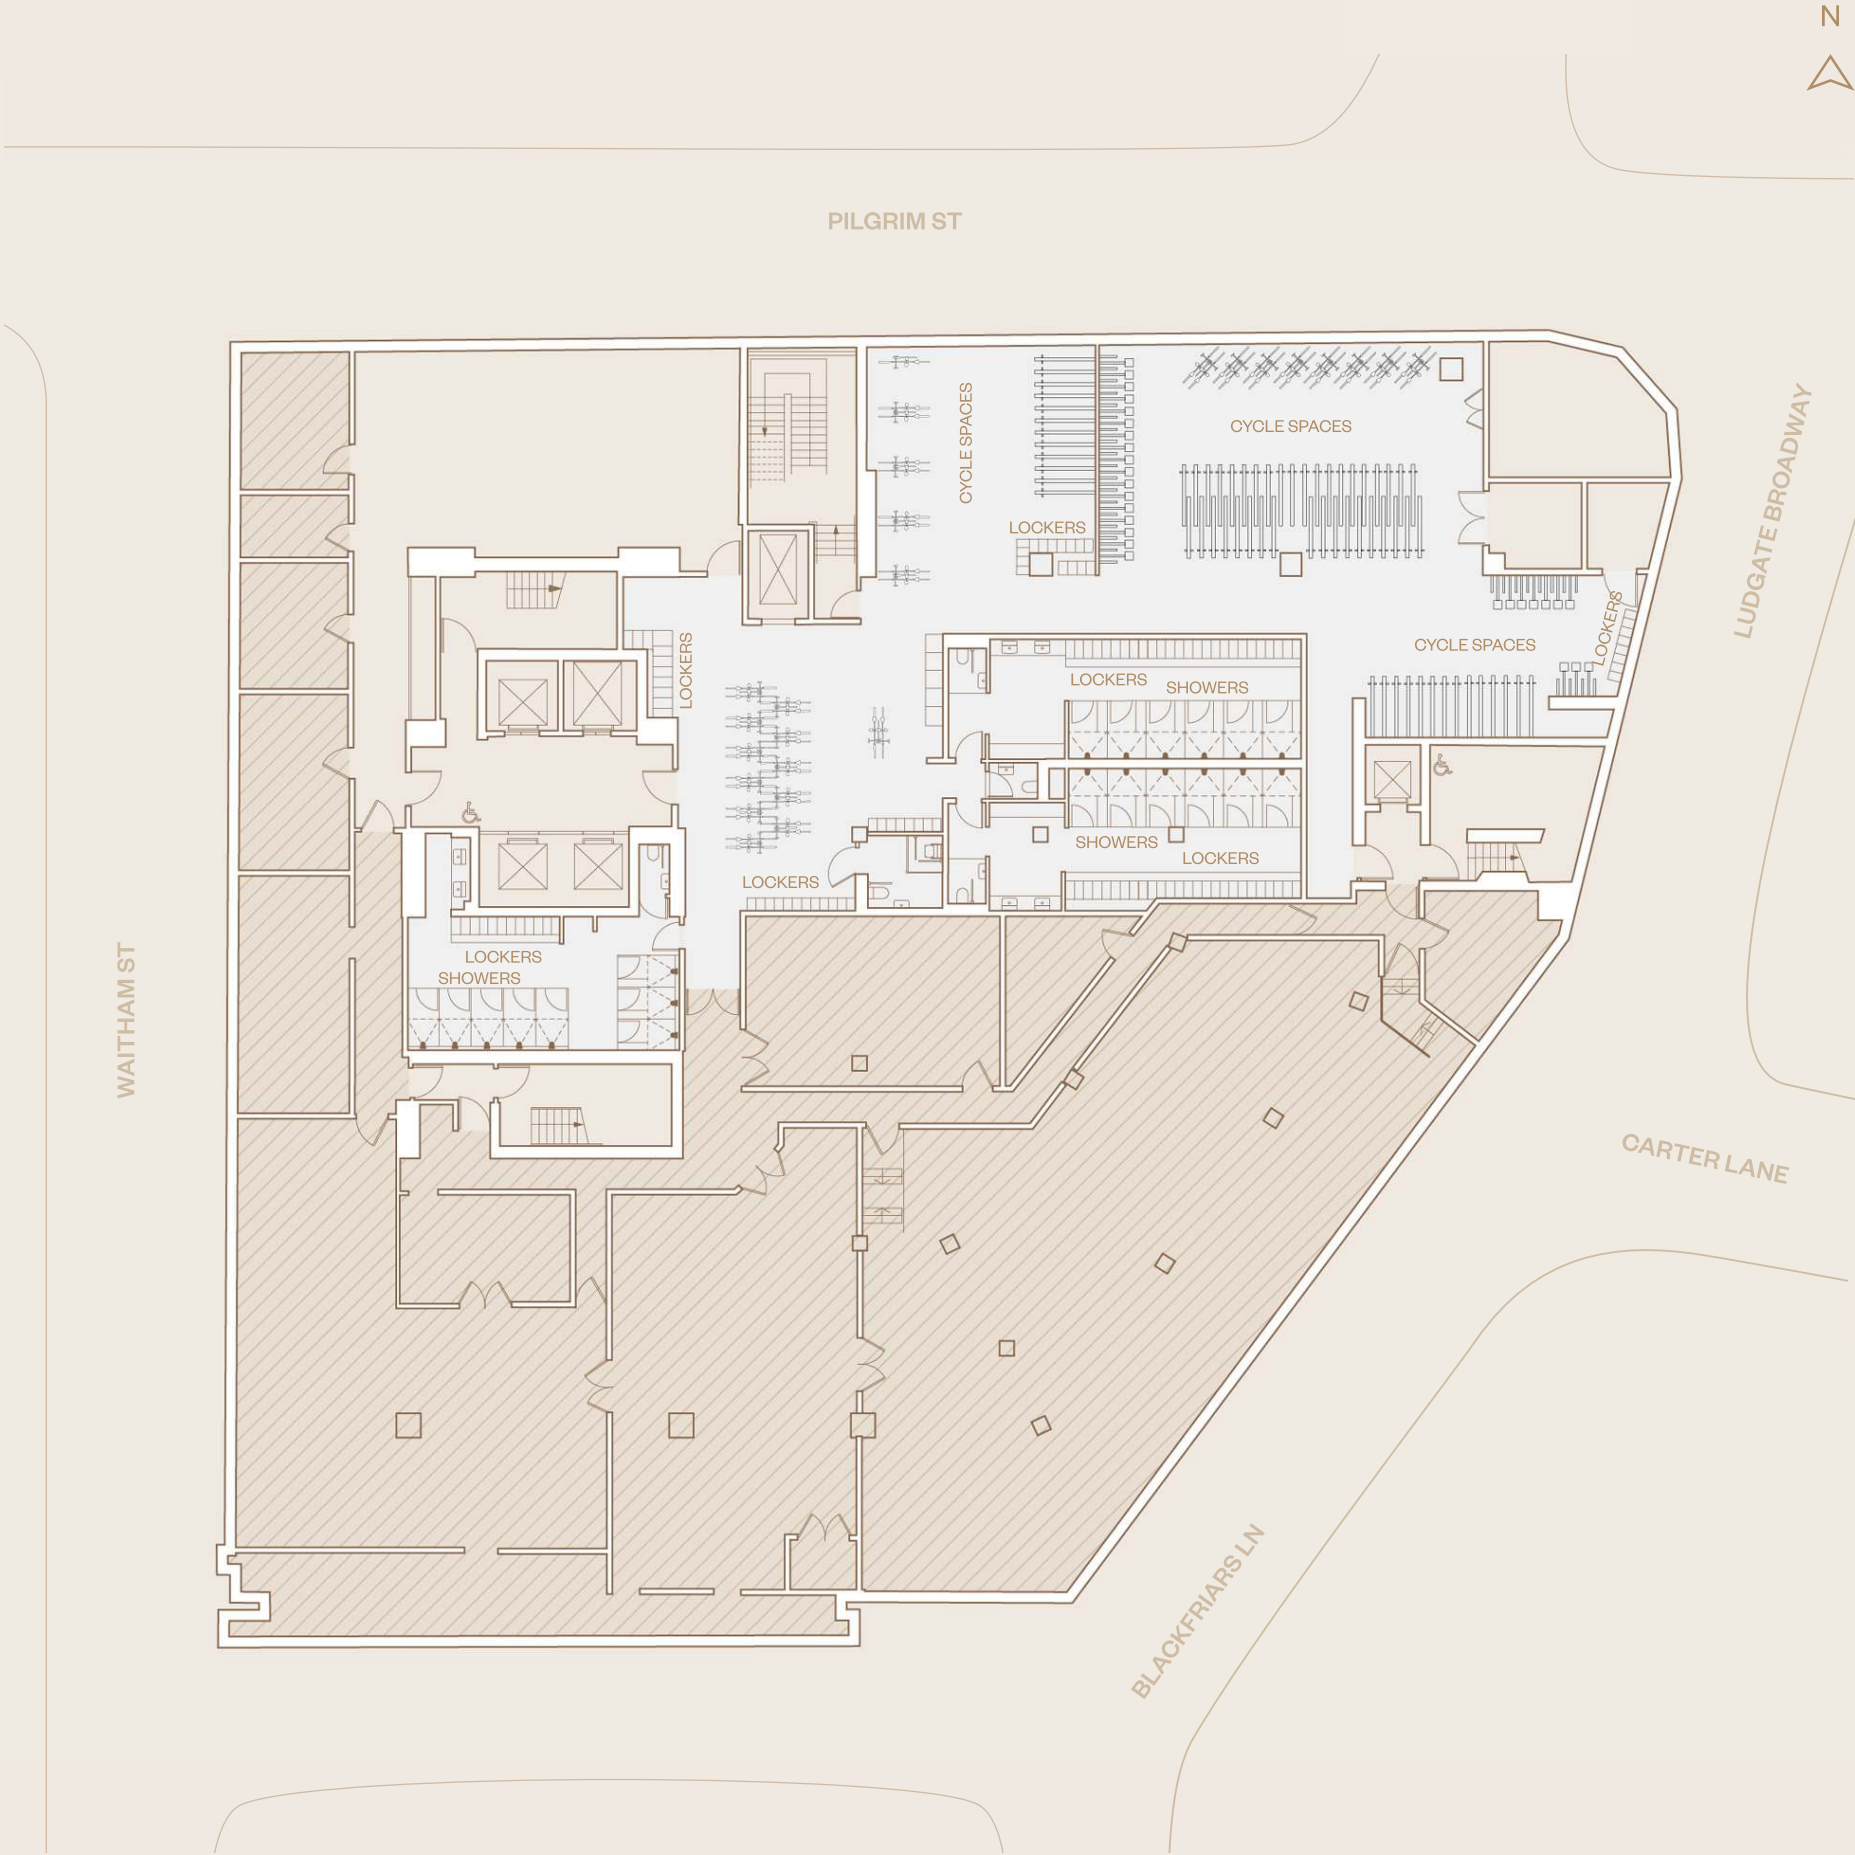 N
PILGRIM ST
LUDGATE BROADWAY
CYCLE SPACES
CYCLE SPACES
LOCKERS
LOCKERS
LOCKERS
CYCLE SPACES
LOCKERS
SHOWERS
SHOWERS
LOCKERS
LOCKERS
LOCKERS
SHOWERS
WAITHAM ST
CARTER LANE
BLACKFRIARS LN